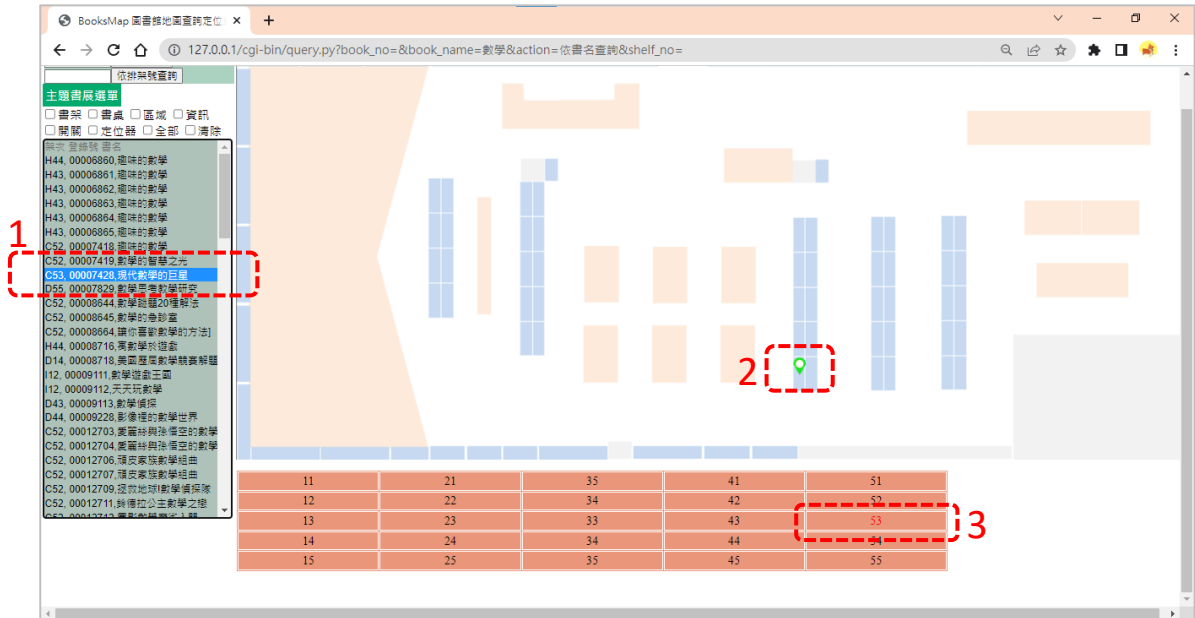 BooksMap 圖書館地圖查詢定位
127.0.0.1/cgi-bin/query.py?book_no=&book_name=數學&action=依書名查詢&shelf_no=
依排架號查詢
主題書展選單
書架 書桌 區域 資訊
開關 定位器 全部 清除
架次 登錄號 書名
H44, 00006860,趣味的數學
H43, 00006861,趣味的數學
H43, 00006862,趣味的數學
H43, 00006863,趣味的數學
H43, 00006864,趣味的數學
H43, 00006865,趣味的數學
1
C52, 00007418,趣味的數學
C52, 00007419,數學的智慧之光
C53, 00007428,現代數學的巨星
D55, 00007829,數學思考教學研究
C52, 00008644,數學謎題20種解法
C52, 00008645,數學的急診室
C52, 00008664,讓你喜歡數學的方法]
H44, 00008716,寓數學於遊戲
D14, 00008718,美國歷屆數學競賽解題
I12, 00009111,數學遊戲王國
I12, 00009112,天天玩數學
D43, 00009113,數學偵探
D44, 00009228,影像裡的數學世界
C52, 00012703,愛麗絲與孫悟空的數學
C52, 00012704,愛麗絲與孫悟空的數學
C52, 00012706,頑皮家族數學組曲
C52, 00012707,頑皮家族數學組曲
C52, 00012709,拯救地球!數學偵探隊
C52, 00012711,鈴德拉公主數學之戀
2
11 21 35 41 51
12 22 34 42 52
13 23 33 43 53
3
14 24 34 44 54
15 25 35 45 55